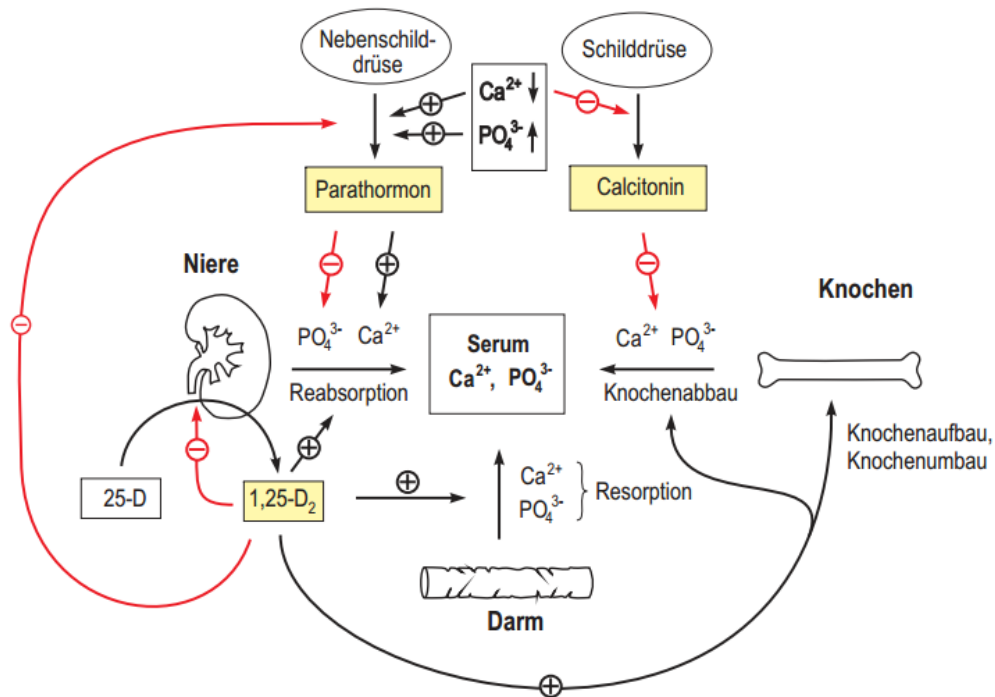 Nebenschild-
drüse
Schilddrüse
Ca²⁺ ↓
PO₄³⁻ ↑
+
+
−
Parathormon
Calcitonin
−
+
−
Niere
Knochen
−
PO₄³⁻ Ca²⁺
Reabsorption
Serum
Ca²⁺, PO₄³⁻
Ca²⁺ PO₄³⁻
Knochenabbau
Knochenaufbau,
Knochenumbau
−
+
25-D
1,25-D₂
+
Ca²⁺
PO₄³⁻
Resorption
Darm
+